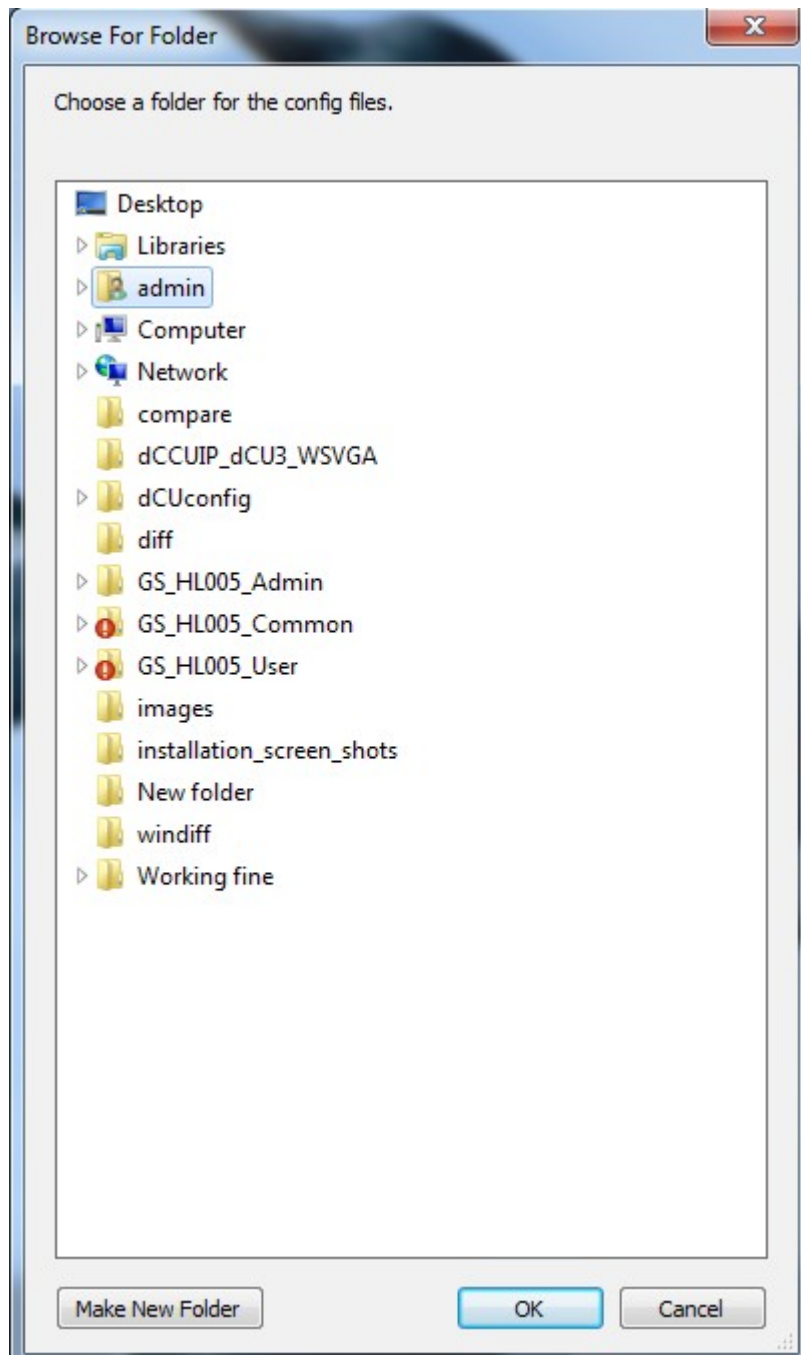 Browse For Folder
Choose a folder for the config files.
Desktop
Libraries
admin
Computer
Network
compare
dCCUIP_dCU3_WSVGA
dCUconfig
diff
GS_HL005_Admin
GS_HL005_Common
GS_HL005_User
images
installation_screen_shots
New folder
windiff
Working fine
Make New Folder OK Cancel